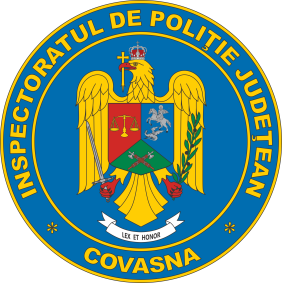 INSPECTORATUL DE POLIȚIE JUDEȚEAN
LEX ET HONOR
COVASNA